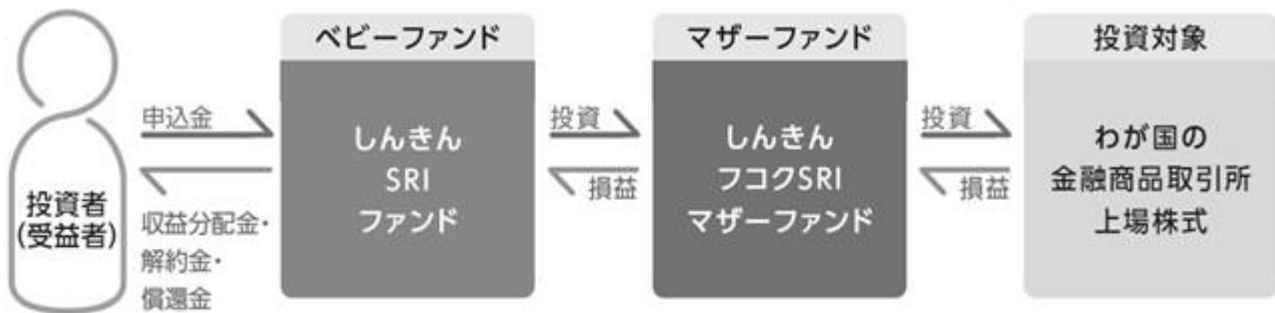 投資者
(受益者)
申込金
収益分配金・
解約金・
償還金
ベビーファンド
しんきん
SRI
ファンド
投資
損益
マザーファンド
しんきん
フコクSRI
マザーファンド
投資
損益
投資対象
わが国の
金融商品取引所
上場株式